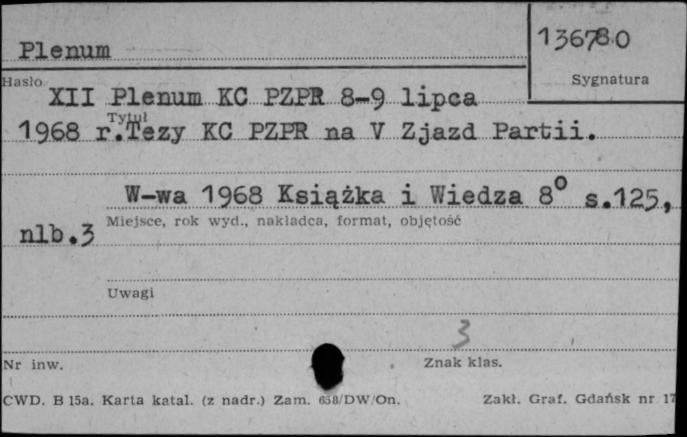 Plenum
136780
Hasło
Sygnatura
XII Plenum KC PZPR 8-9 lipca
Tytuł
1968 r.Tezy KC PZPR na V Zjazd Partii.
W-wa 1968 Książka i Wiedza 8° s.125,
Miejsce, rok wyd., nakładca, format, objętość
nlb.3
Uwagi
3
Nr inw.
Znak klas.
CWD. B 15a. Karta katal. (z nadr.) Zam. 658/DW/On.
Zakł. Graf. Gdańsk nr 17